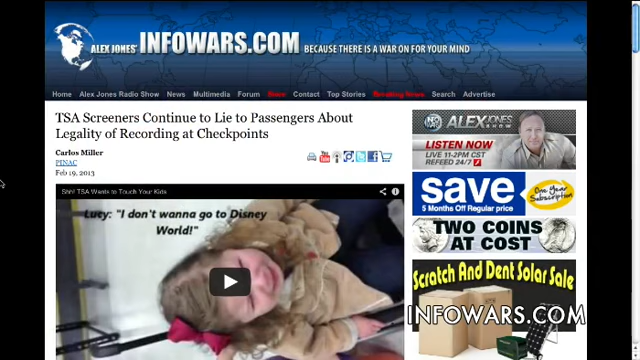 ALEX JONES' INFOWARS.COM BECAUSE THERE IS A WAR ON FOR YOUR MIND
Home Alex Jones Radio Show News Multimedia Forum Store Contact Top Stories Breaking News Search Advertise
TSA Screeners Continue to Lie to Passengers About
Legality of Recording at Checkpoints
Carlos Miller
PINAC
Feb 19, 2013
Shh! TSA Wants to Touch Your Kids
Lucy: "I don't wanna go to Disney
World!"
ALEX JONES
SHOW
LISTEN NOW
LIVE 11-2PM CST
REFEED 24/7
save
5 Months Off Regular price
One Year
Subscription
TWO COINS
AT COST
Scratch And Dent Solar Sale
INFOWARS.COM